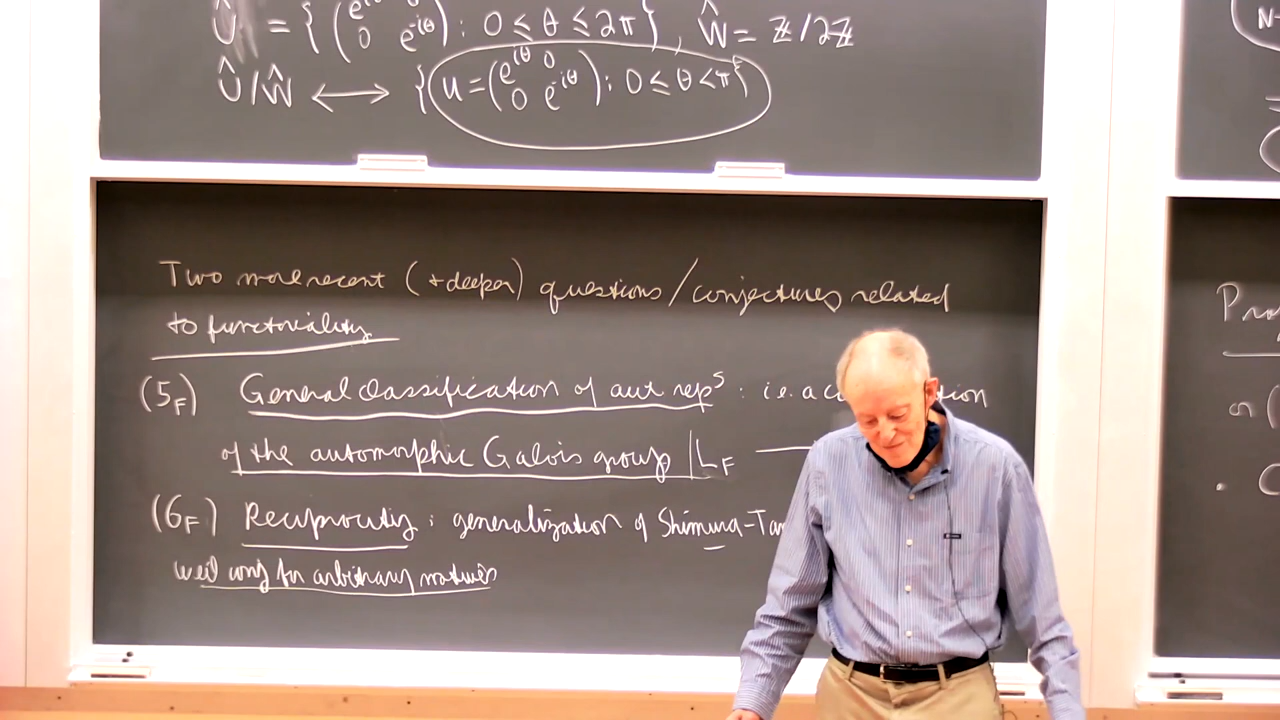 Û = { ( e^{iθ} 0 0 e^{-iθ} ) : 0 ≤ θ ≤ 2π }, Ŵ = ℤ/2ℤ
Û/Ŵ ⟷ { u = ( e^{iθ} 0 0 e^{-iθ} ) : 0 ≤ θ < π }
Two more recent (+deeper) questions/conjectures related
to functoriality
(5_F) General classification of aut rep^s : i.e. a
of the automorphic Galois group L_F —
(6_F) Reciprocity : generalization of Shimura-Tan
Weil conj for arbitrary motives